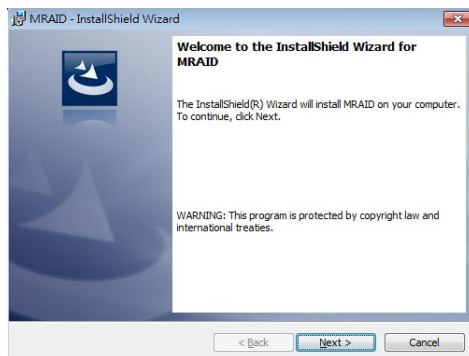 MRAID - InstallShield Wizard
Welcome to the InstallShield Wizard for
MRAID
The InstallShield(R) Wizard will install MRAID on your computer.
To continue, click Next.
WARNING: This program is protected by copyright law and
international treaties.
< Back
Next >
Cancel